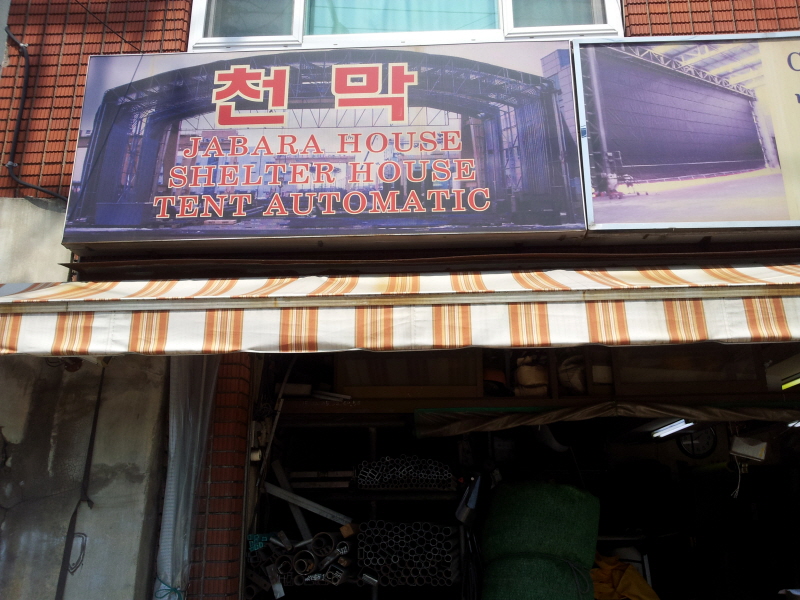 천막
JABARA HOUSE
SHELTER HOUSE
TENT AUTOMATIC